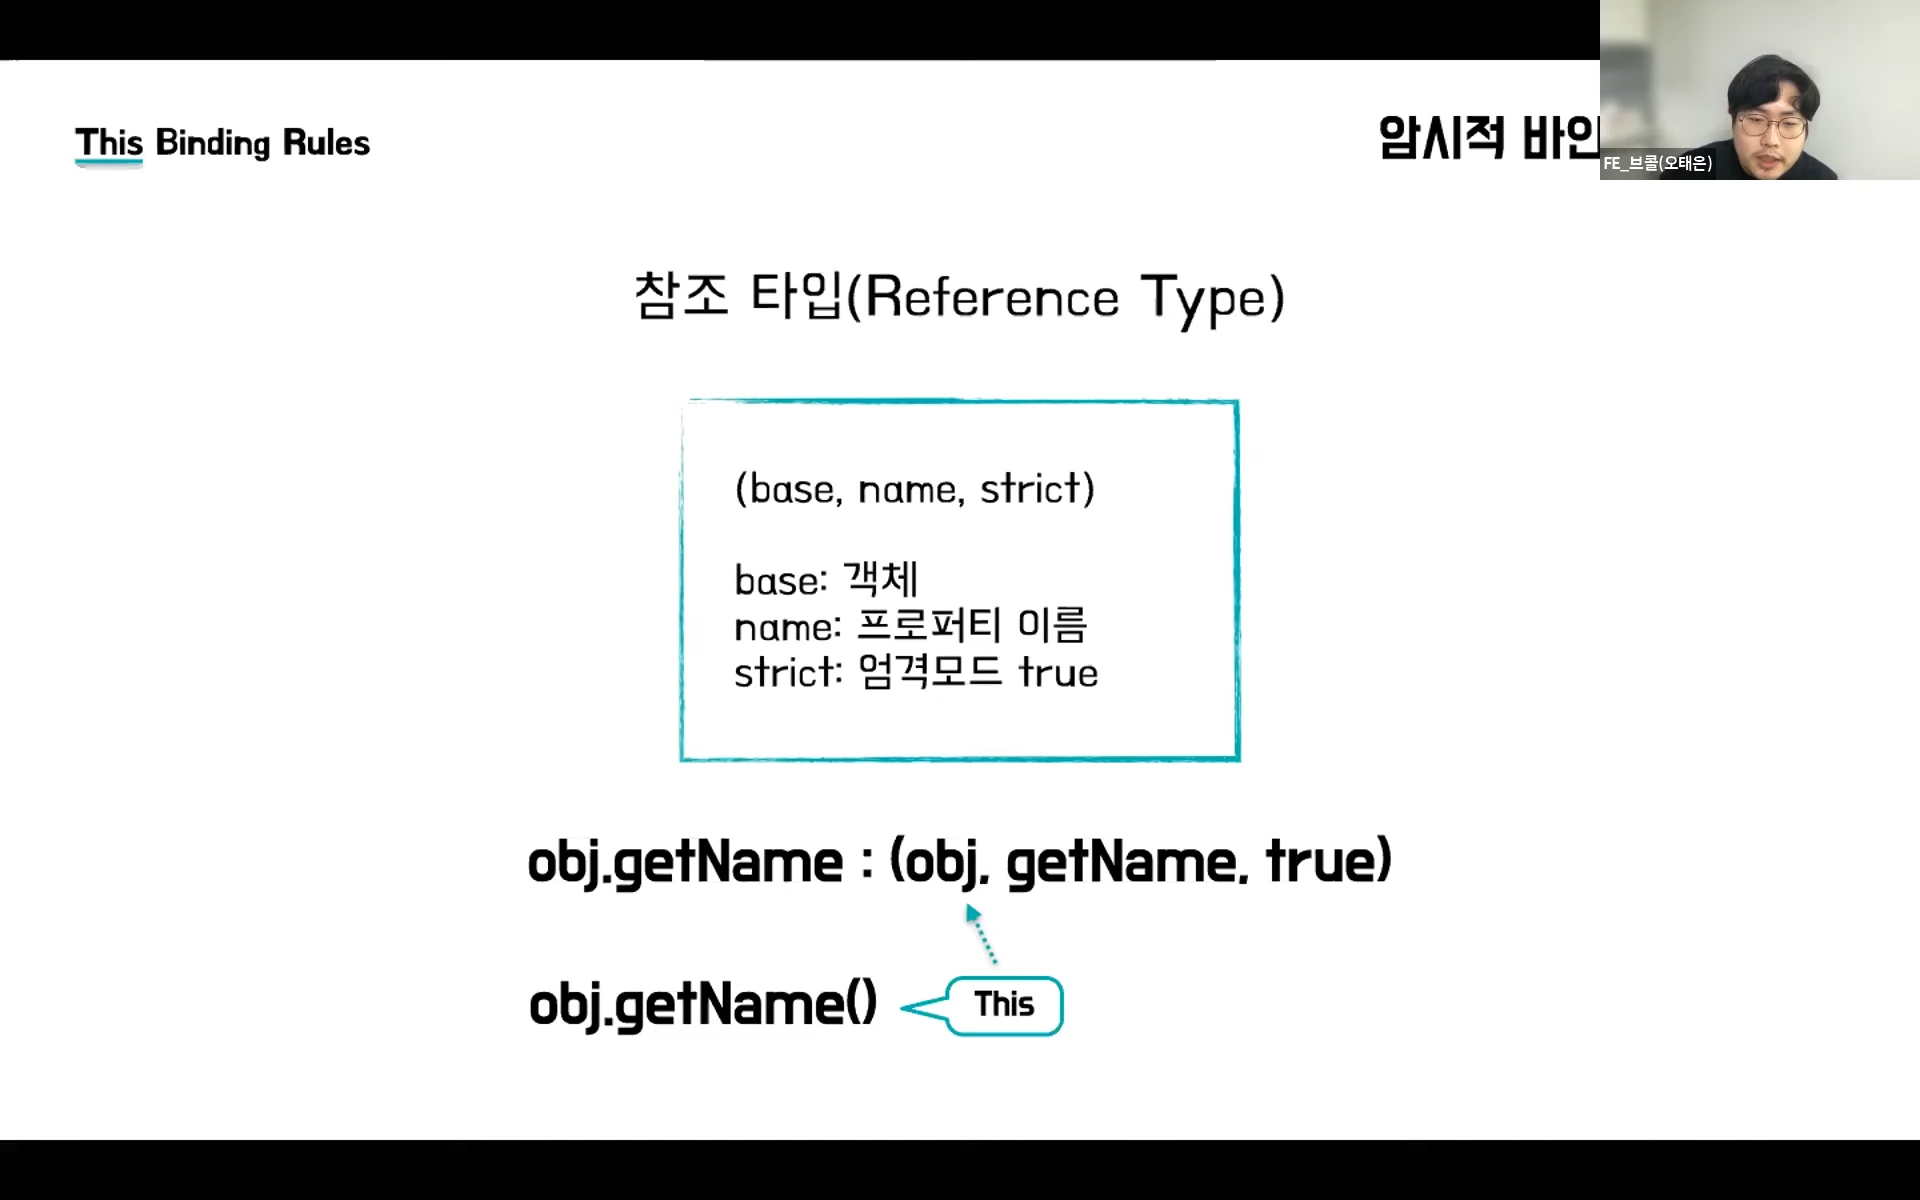 This Binding Rules
암시적 바인
FE_브콜(오태은)
참조 타입(Reference Type)
(base, name, strict)
base: 객체
name: 프로퍼티 이름
strict: 엄격모드 true
obj.getName : (obj, getName, true)
obj.getName()
This